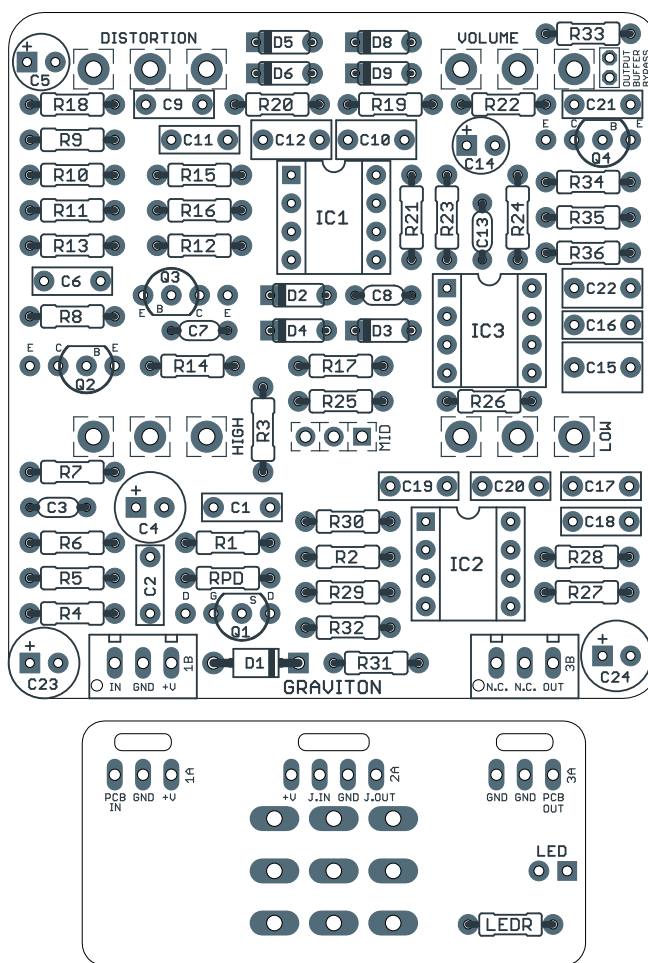 DISTORTION D5 D8 VOLUME R33
C5 D6 D9 OUTPUT BUFFER BYPASS
R18 C9 R20 R19 R22 C21
R9 C11 C12 C10 C14 E C B E Q4
R10 R15 R34
R11 R16 IC1 R21 R23 C13 R24 R35
R13 R12 R36
C6 Q3 D2 C8 C22
E B C E
R8 C7 D4 D3 IC3 C16
E C B E Q2 R14 R17 C15
R25 R26
HIGH R3 MID LOW
R7 C19 C20 C17
C3 C4 C1 R30 C18
R6 R1 R2 IC2 R28
R5 C2 RPD R29 R27
R4 D G S D Q1 R32
C23 IN GND +V 1B D1 R31 N.C. N.C. OUT 3B C24
GRAVITON
1A 2A 3A
PCB IN GND +V +V J.IN GND J.OUT GND GND PCB OUT
LED
LEDR